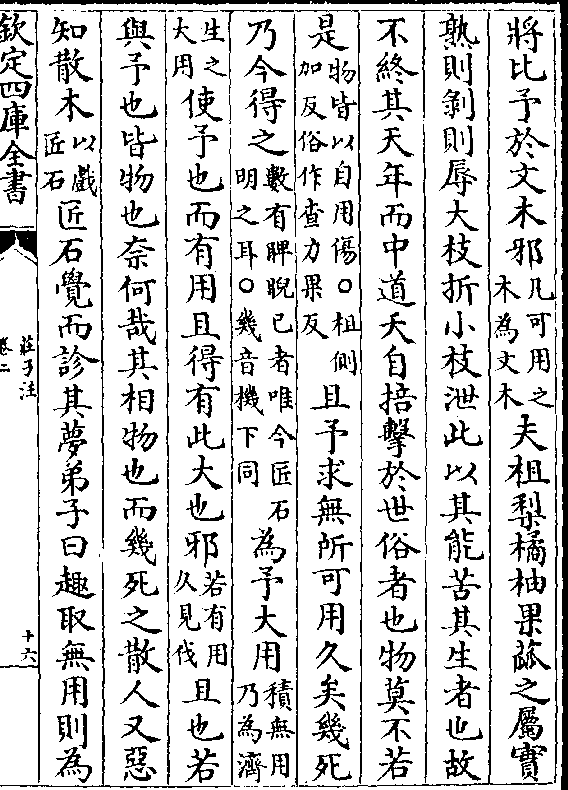 將比予於文木邪凡可用之木為文木夫柤梨橘柚果蓏之屬實
熟則剝則辱大枝折小枝泄此以其能苦其生者也故
不終其天年而中道夭自掊擊於世俗者也物莫不若
是物皆以自用傷○柤側加反俗作查力果反且予求無所可用久矣幾死
乃今得之數有睥睨己者唯今匠石明之耳○幾音機下同為予大用積無用乃為濟
生之大用使予也而有用且得有此大也邪若有用久見伐且也若
與予也皆物也奈何哉其相物也而幾死之散人又惡
知散木以戲匠石匠石覺而診其夢弟子曰趣取無用則為
欽定四庫全書
莊子注
卷二
十六